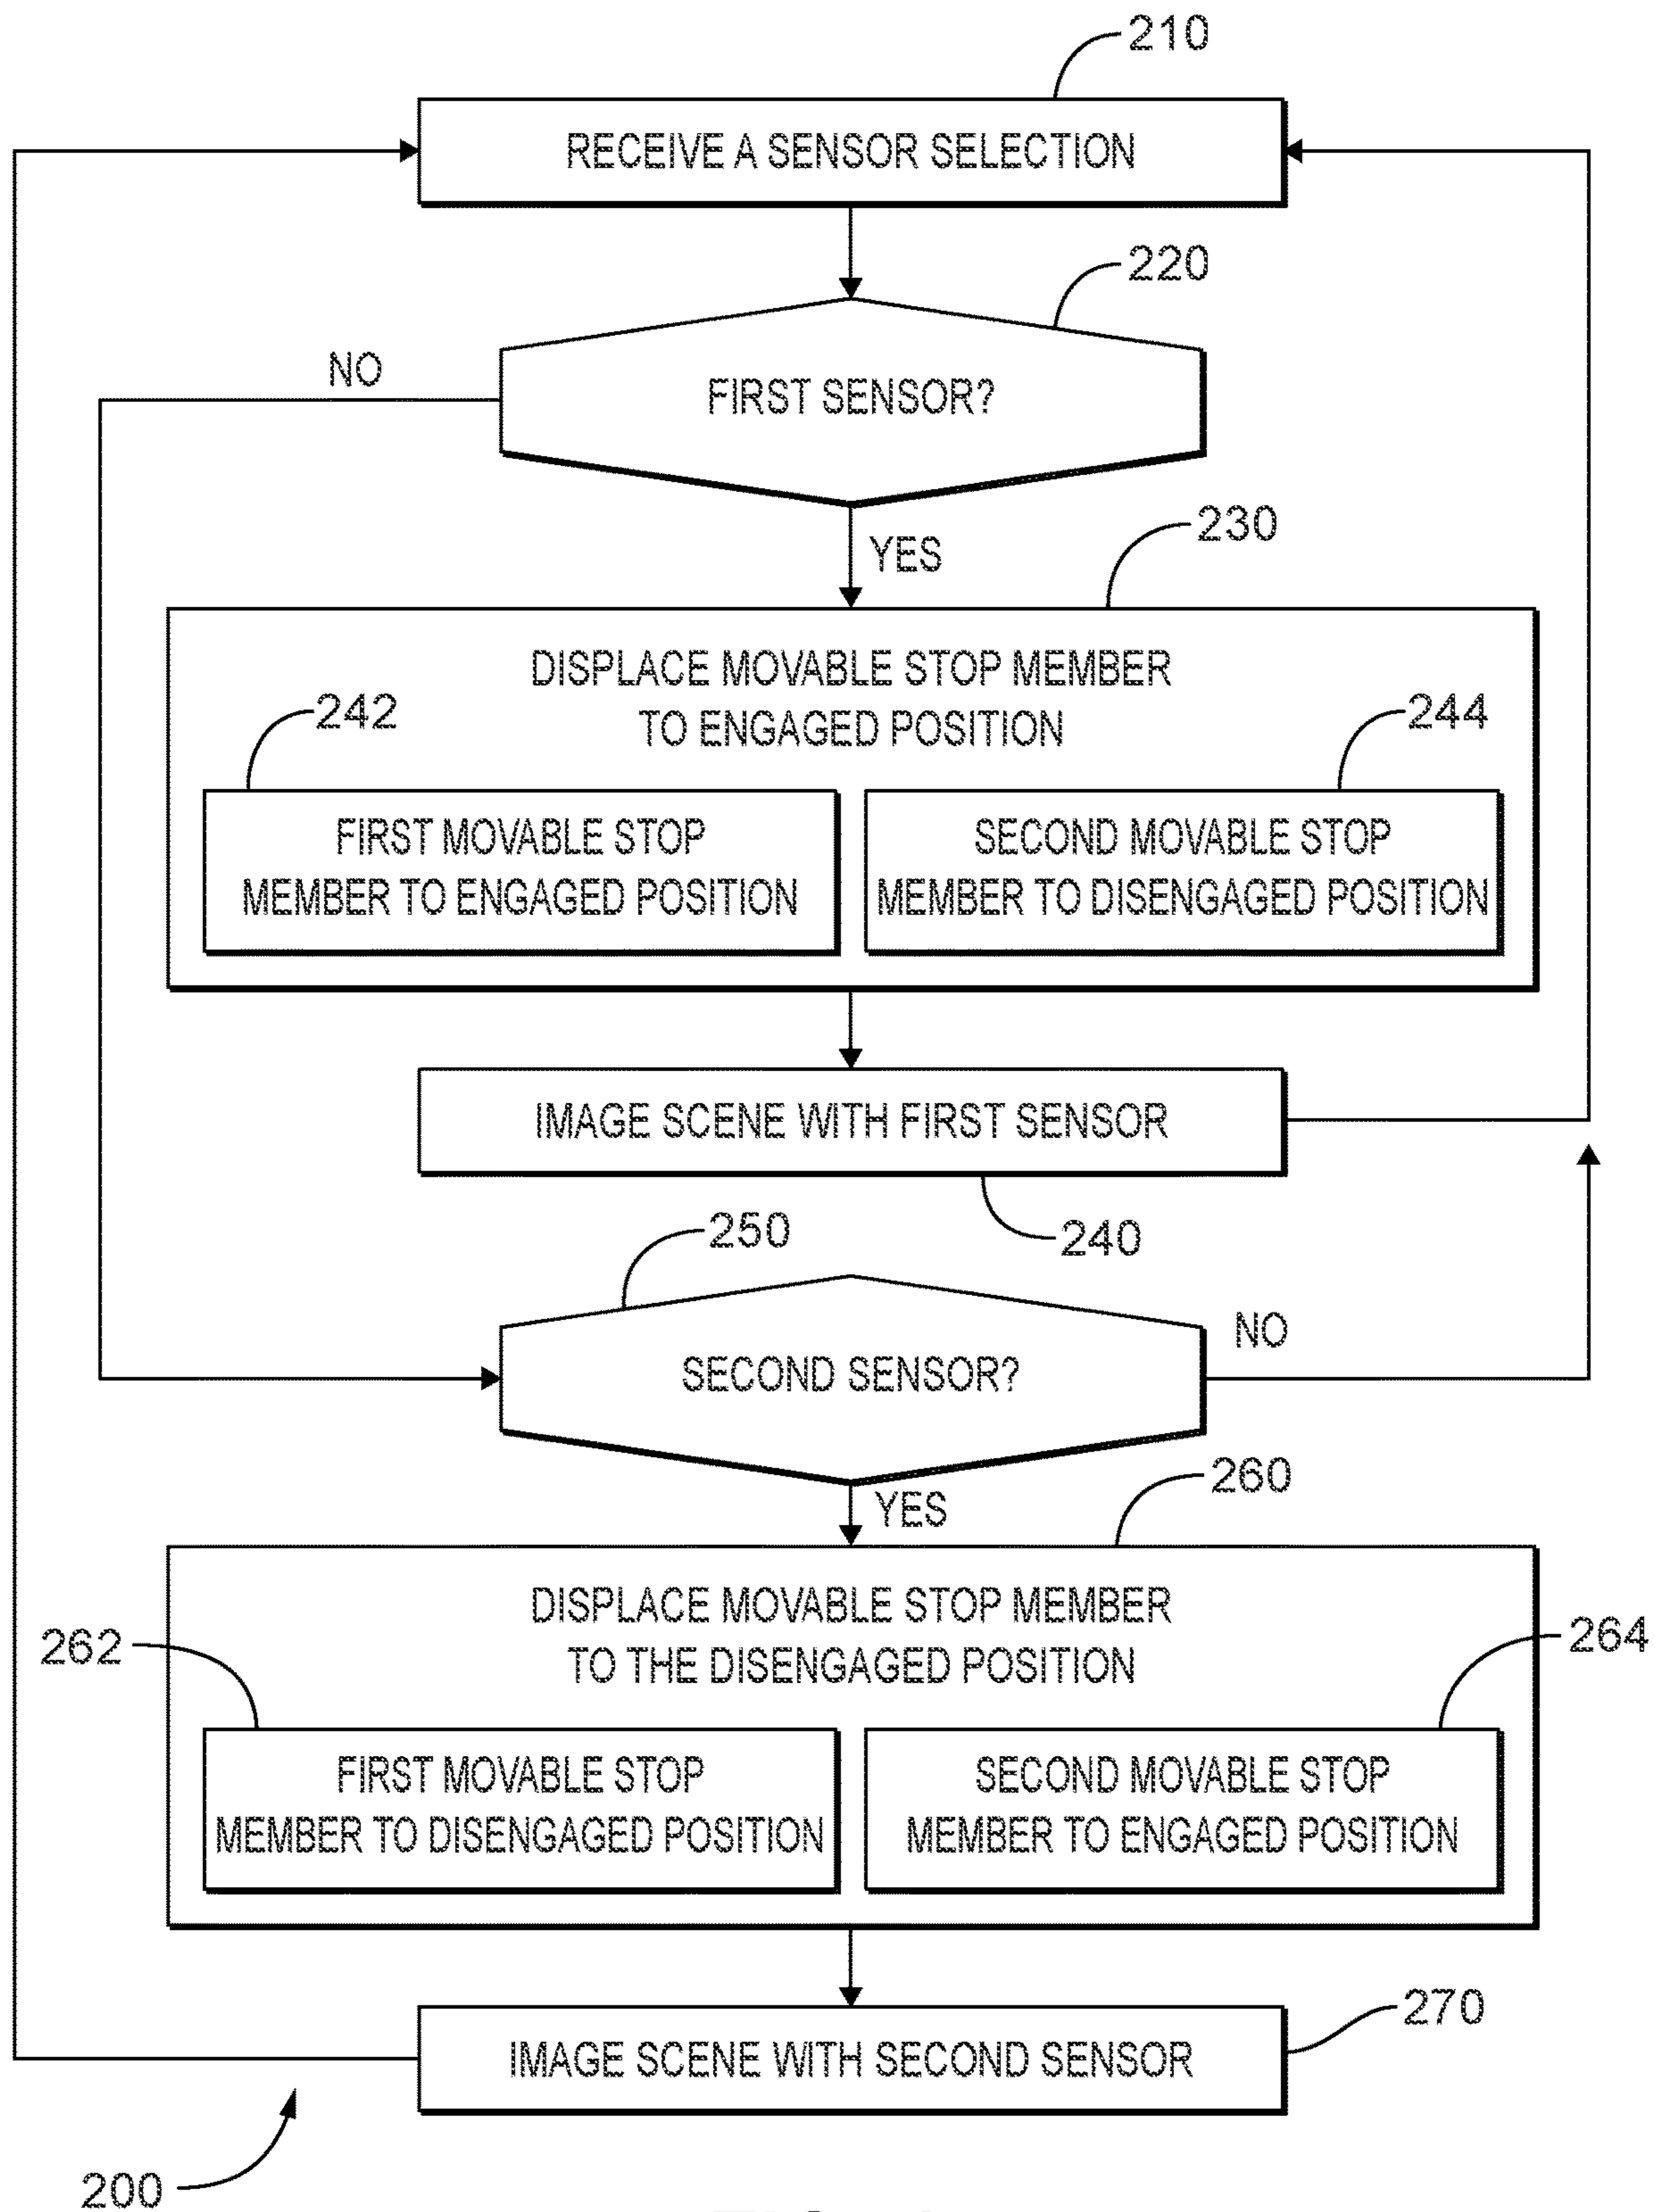 210
RECEIVE A SENSOR SELECTION
220
NO
FIRST SENSOR?
YES
230
DISPLACE MOVABLE STOP MEMBER
TO ENGAGED POSITION
242
244
FIRST MOVABLE STOP
MEMBER TO ENGAGED POSITION
SECOND MOVABLE STOP
MEMBER TO DISENGAGED POSITION
IMAGE SCENE WITH FIRST SENSOR
240
250
SECOND SENSOR?
NO
YES
260
DISPLACE MOVABLE STOP MEMBER
TO THE DISENGAGED POSITION
262
264
FIRST MOVABLE STOP
MEMBER TO DISENGAGED POSITION
SECOND MOVABLE STOP
MEMBER TO ENGAGED POSITION
270
IMAGE SCENE WITH SECOND SENSOR
200